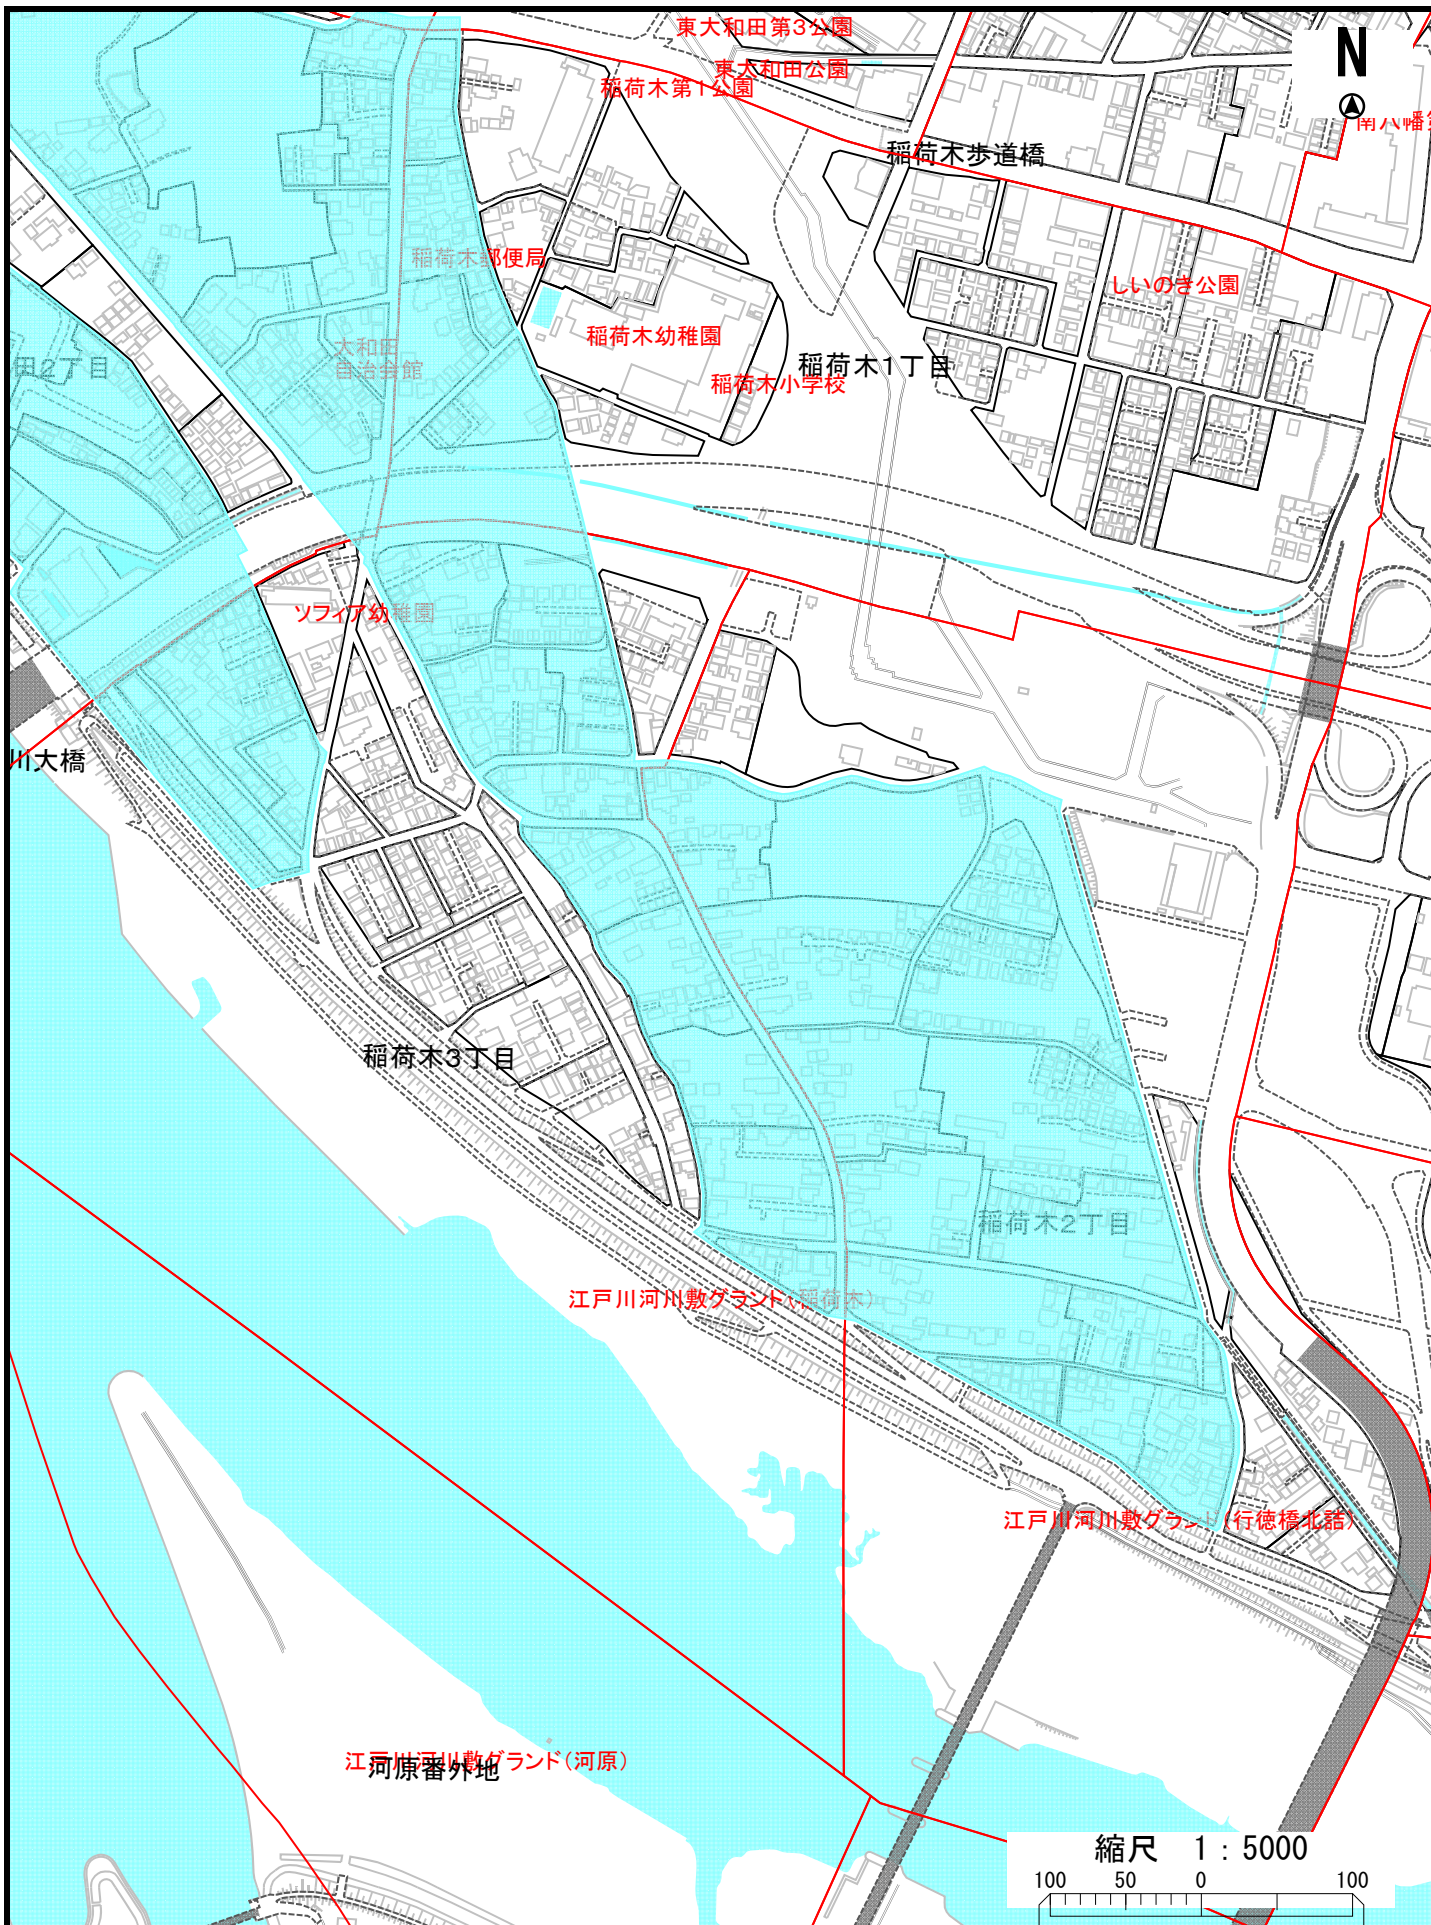 東大和田第3公園
N
東大和田公園
稲荷木第1公園
南八幡
稲荷木歩道橋
稲荷木郵便局
しいのき公園
稲荷木幼稚園
大和田
自治会館
田2丁目
稲荷木1丁目
稲荷木小学校
ソフィア幼稚園
川大橋
稲荷木3丁目
稲荷木2丁目
江戸川河川敷グランド(稲荷木)
江戸川河川敷グランド(行徳橋北詰)
江戸川河川敷グランド(河原)
河原番外地
縮尺 1:5000
100 50 0 100